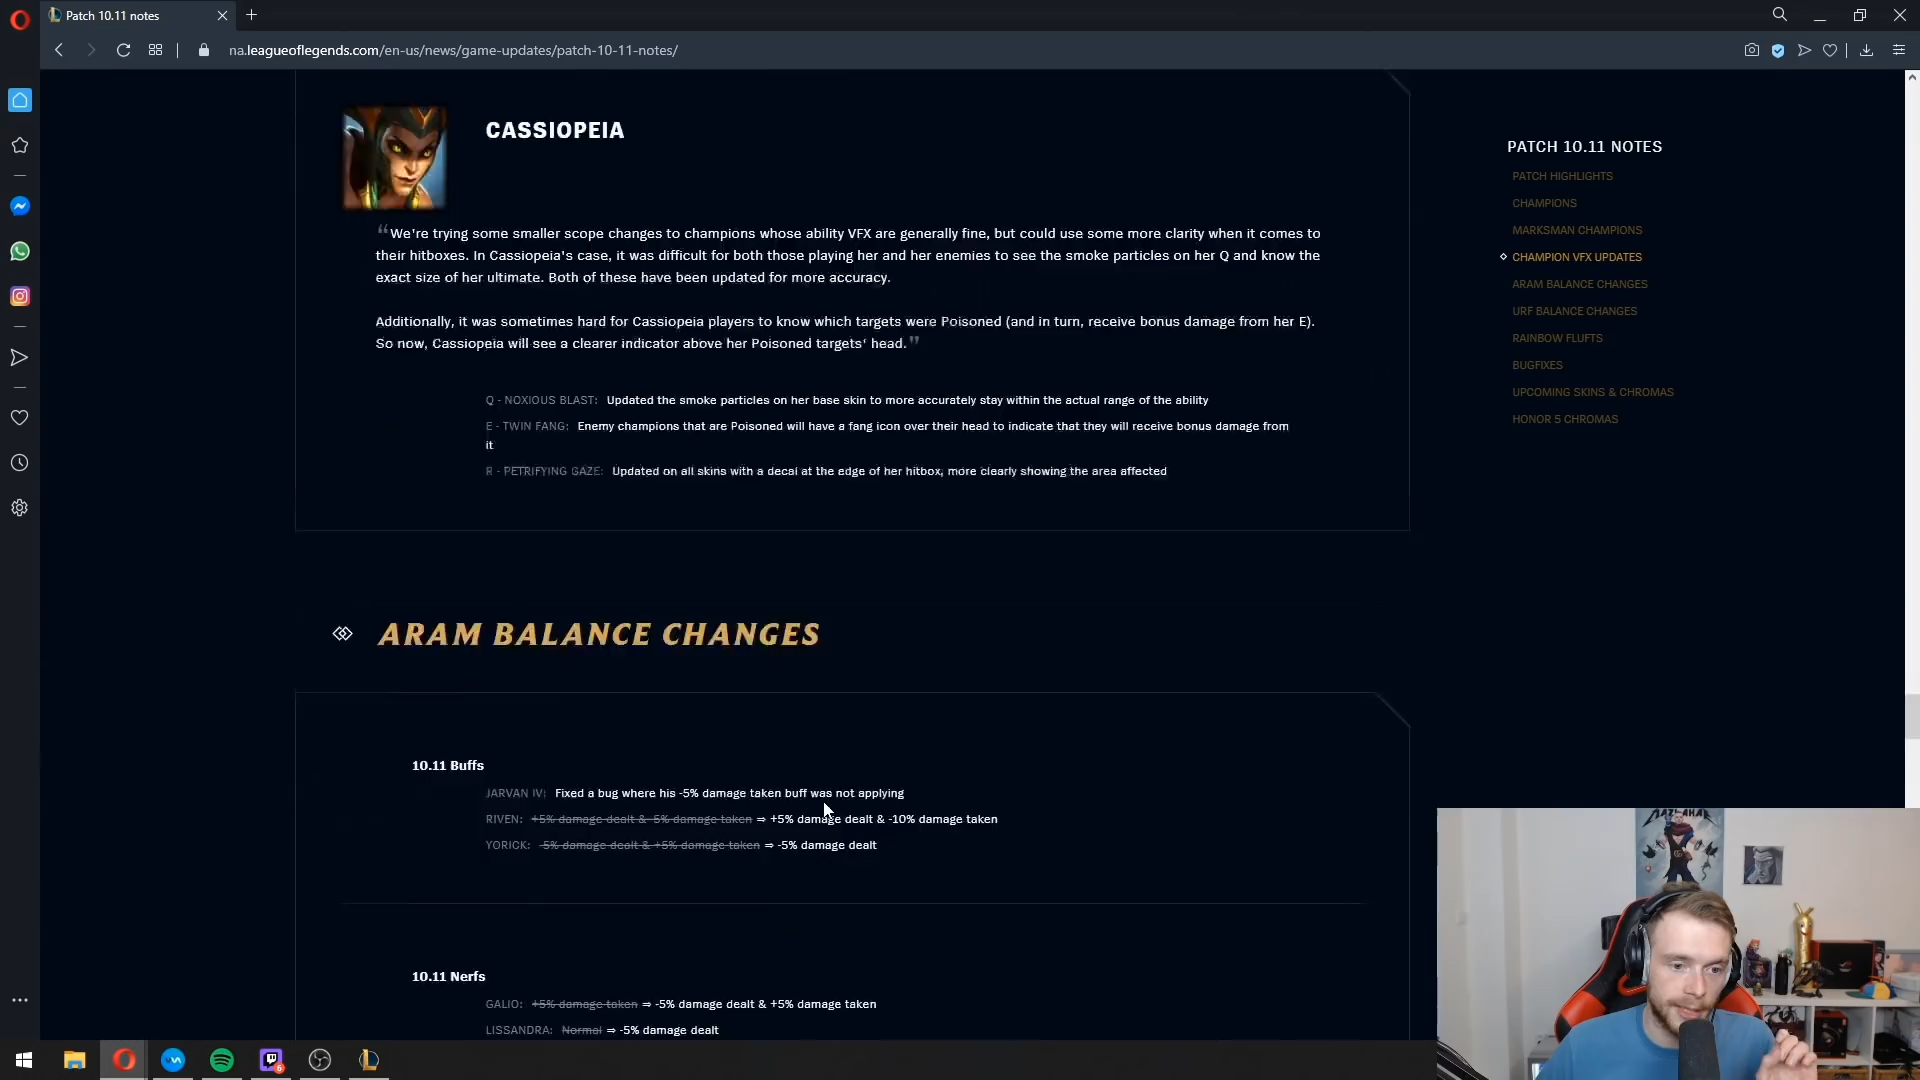 Patch 10.11 notes
na.leagueoflegends.com/en-us/news/game-updates/patch-10-11-notes/
CASSIOPEIA
“We're trying some smaller scope changes to champions whose ability VFX are generally fine, but could use some more clarity when it comes to
their hitboxes. In Cassiopeia's case, it was difficult for both those playing her and her enemies to see the smoke particles on her Q and know the
exact size of her ultimate. Both of these have been updated for more accuracy.
Additionally, it was sometimes hard for Cassiopeia players to know which targets were Poisoned (and in turn, receive bonus damage from her E).
So now, Cassiopeia will see a clearer indicator above her Poisoned targets' head.”
Q - NOXIOUS BLAST: Updated the smoke particles on her base skin to more accurately stay within the actual range of the ability
E - TWIN FANG: Enemy champions that are Poisoned will have a fang icon over their head to indicate that they will receive bonus damage from
it
R - PETRIFYING GAZE: Updated on all skins with a decal at the edge of her hitbox, more clearly showing the area affected
ARAM BALANCE CHANGES
10.11 Buffs
JARVAN IV: Fixed a bug where his -5% damage taken buff was not applying
RIVEN: +5% damage dealt & -5% damage taken ⇒ +5% damage dealt & -10% damage taken
YORICK: -5% damage dealt & +5% damage taken ⇒ -5% damage dealt
10.11 Nerfs
GALIO: +5% damage taken ⇒ -5% damage dealt & +5% damage taken
LISSANDRA: Normal ⇒ -5% damage dealt
PATCH 10.11 NOTES
PATCH HIGHLIGHTS
CHAMPIONS
MARKSMAN CHAMPIONS
CHAMPION VFX UPDATES
ARAM BALANCE CHANGES
URF BALANCE CHANGES
RAINBOW FLUFTS
BUGFIXES
UPCOMING SKINS & CHROMAS
HONOR 5 CHROMAS